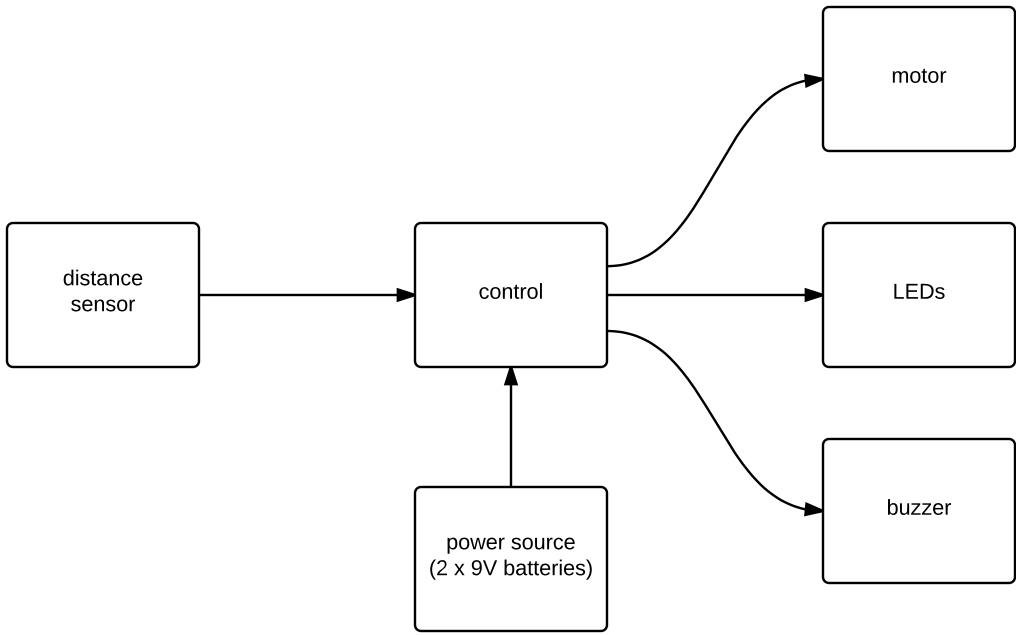 motor
distance
sensor
control
LEDs
buzzer
power source
(2 x 9V batteries)